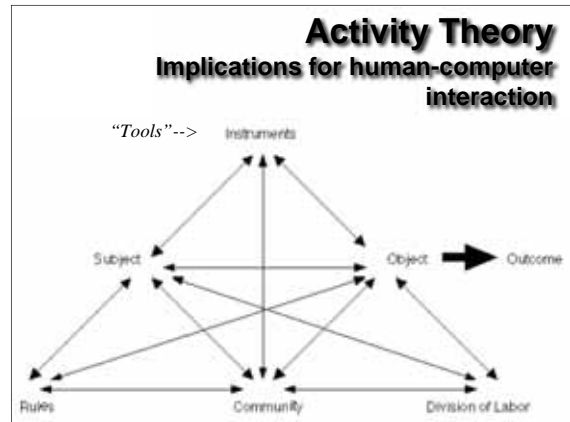 Activity Theory
Implications for human-computer
interaction
“Tools”--> Instruments
Subject Object Outcome
Rules Community Division of Labor